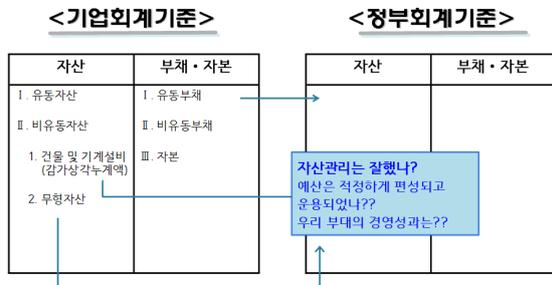 <기업회계기준>
<정부회계기준>
자산
부채・자본
Ⅰ. 유동자산
Ⅰ. 유동부채
Ⅱ. 비유동자산
Ⅱ. 비유동부채
1. 건물 및 기계설비
(감가상각누계액)
Ⅲ. 자본
2. 무형자산
자산
부채・자본
자산관리는 잘했나?
예산은 적정하게 편성되고
운용되었나??
우리 부대의 경영성과는??